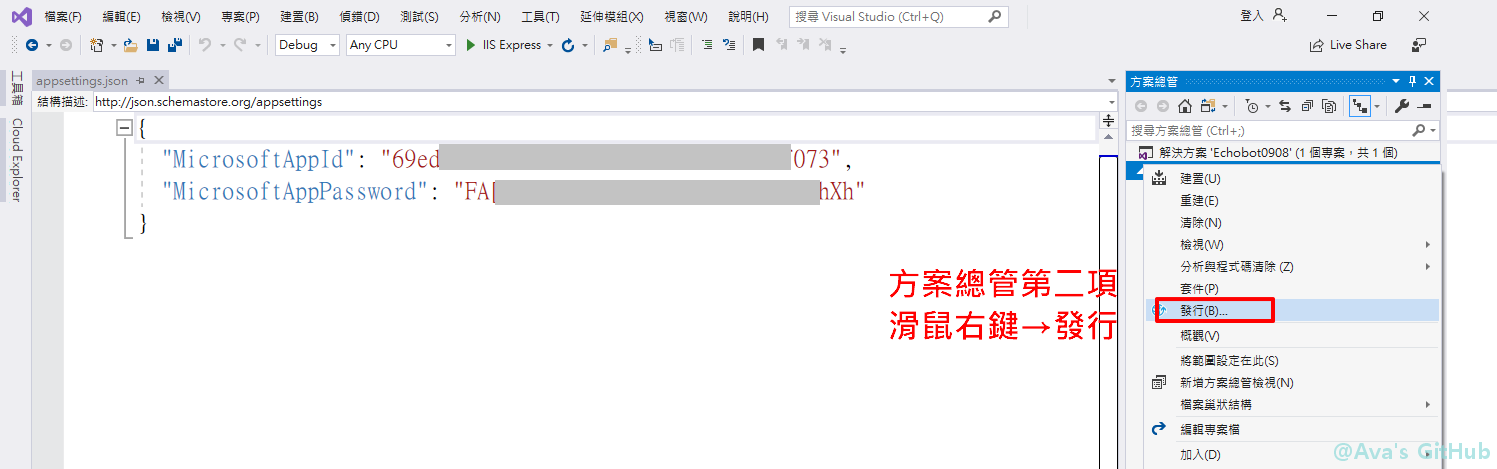 檔案(F) 編輯(E) 檢視(V) 專案(P) 建置(B) 偵錯(D) 測試(S) 分析(N) 工具(T) 延伸模組(X) 視窗(W) 說明(H) 搜尋 Visual Studio (Ctrl+Q) 登入
Debug Any CPU IIS Express Live Share
工具箱
Cloud Explorer
appsettings.json
結構描述: http://json.schemastore.org/appsettings
{
"MicrosoftAppId": "69ed f073",
"MicrosoftAppPassword": "FA[ hXh"
}
方案總管第二項
滑鼠右鍵→發行
方案總管
搜尋方案總管 (Ctrl+;)
解決方案 'Echobot0908' (1 個專案，共 1 個)
建置(U)
重建(E)
清除(N)
檢視(W)
分析與程式碼清除 (Z)
套件(P)
發行(B)...
概觀(V)
將範圍設定在此(S)
新增方案總管檢視(N)
檔案巢狀結構
編輯專案檔
加入(D)
@Ava's GitHub